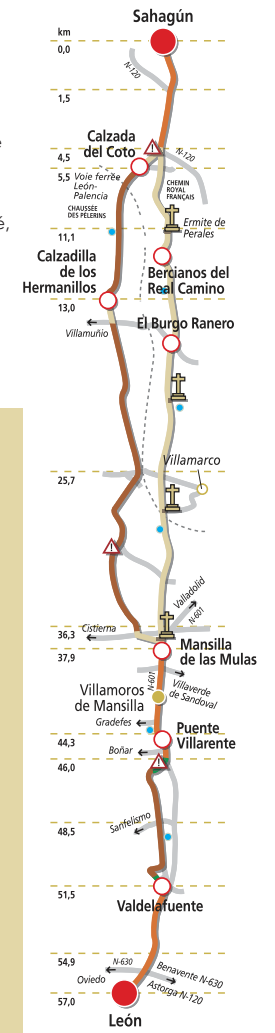 Sahagún
km
0,0
N-120
1,5
Calzada
del Coto
4,5
N-120
5,5
Voie ferrée
León-
Palencia
CHEMIN
ROYAL
FRANÇAIS
CHAUSSÉE
DES PÈLERINS
Ermite de
Perales
11,1
Calzadilla
de los
Hermanillos
Bercianos del
Real Camino
13,0
El Burgo Ranero
Villamuñio
Villamarco
25,7
Valladolid
N-601
36,3
Cistierna
Mansilla
de las Mulas
37,9
N-601
Villaverde
de Sandoval
Villamoros
de Mansilla
Gradefes
Puente
Villarente
44,3
Boñar
46,0
Sanfelismo
48,5
51,5
Valdelafuente
54,9
N-630
Benavente N-630
Oviedo
Astorga N-120
57,0
León